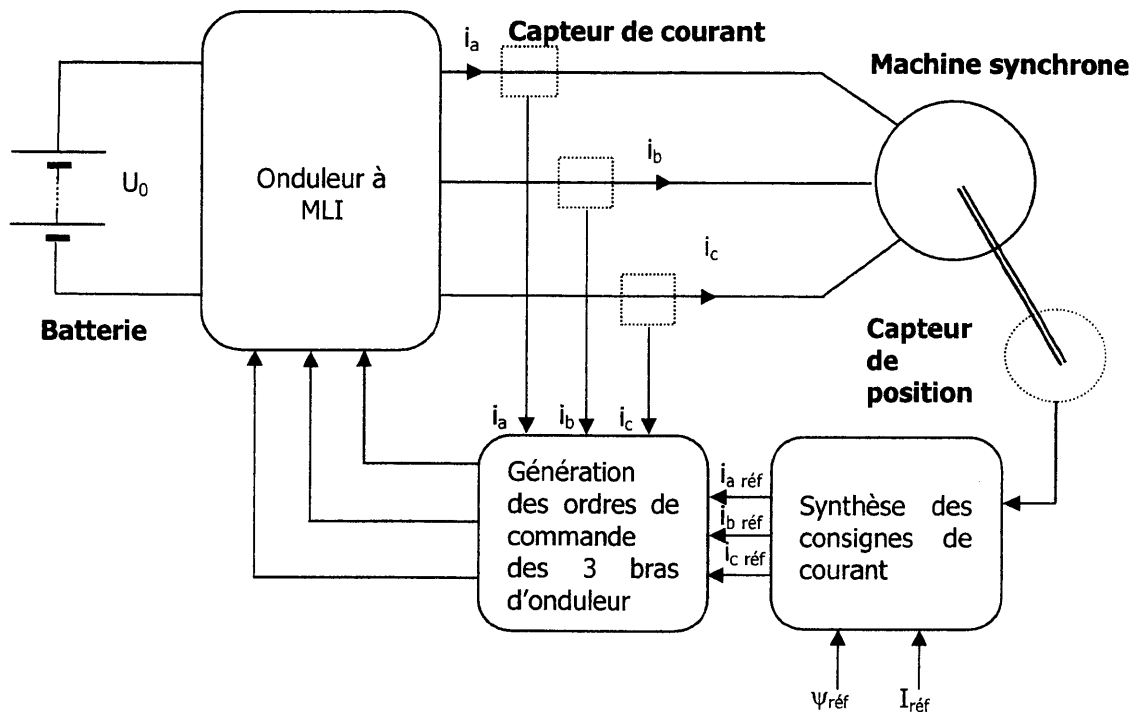 i_a
Capteur de courant
Machine synchrone
i_b
U_0
Onduleur à
MLI
i_c
Batterie
Capteur
de
position
i_a
i_b
i_c
Génération
des ordres de
commande
des 3 bras
d'onduleur
i_a réf
i_b réf
i_c réf
Synthèse des
consignes de
courant
ψ_réf
I_réf